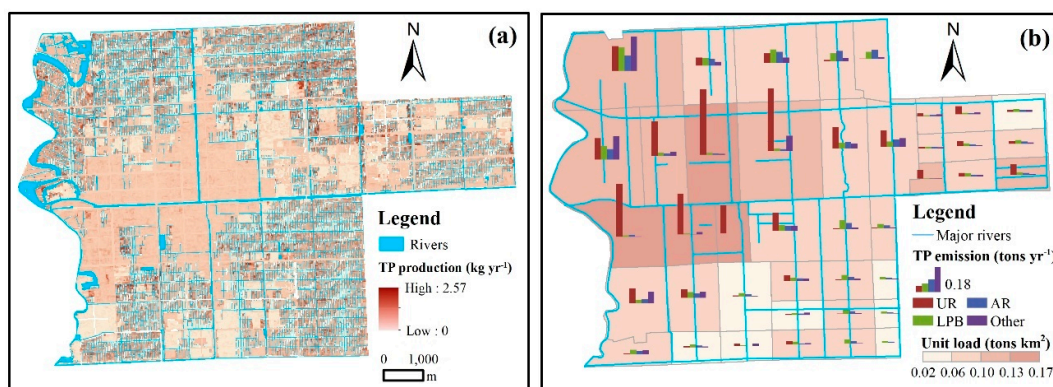 N
(a)
Legend
Rivers
TP production (kg yr⁻¹)
High : 2.57
Low : 0
0 1,000
m
N
(b)
Legend
Major rivers
TP emission (tons yr⁻¹)
0.18
UR AR
LPB Other
Unit load (tons km²)
0.02 0.06 0.10 0.13 0.17